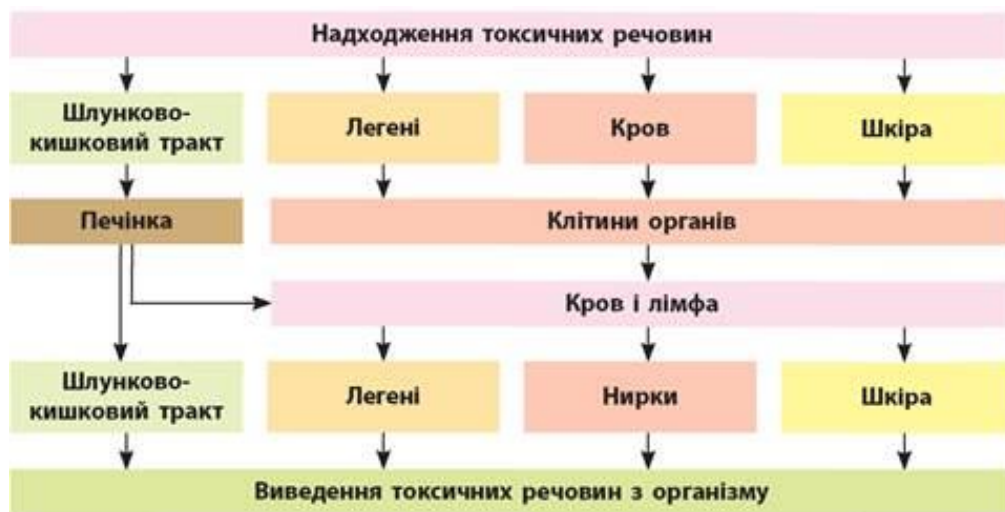 Надходження токсичних речовин
Шлунково-
кишковий тракт
Легені
Кров
Шкіра
Печінка
Клітини органів
Кров і лімфа
Шлунково-
кишковий тракт
Легені
Нирки
Шкіра
Виведення токсичних речовин з організму